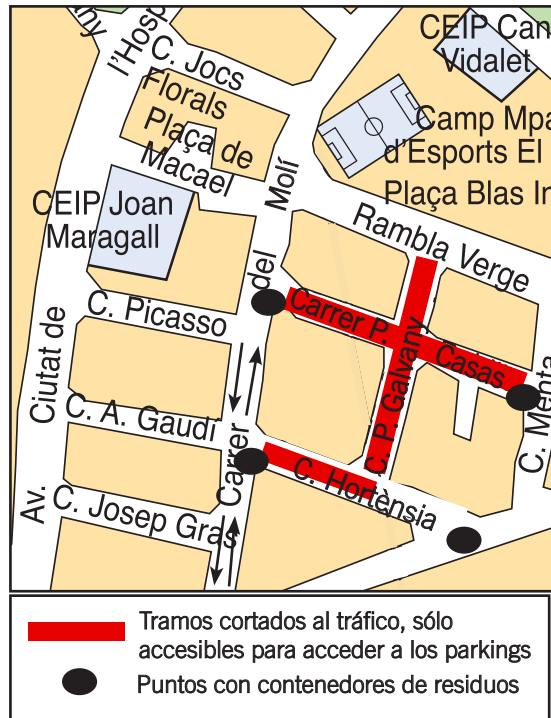 any
l'Hosp
C. Jocs
Florals
Plaça de
Macael
CEIP Can
Vidalet
Camp Mpa
d'Esports El
Plaça Blas In
CEIP Joan
Maragall
Rambla Verge
Carrer del Molí
C. Picasso
Carrer P. Casas
C. P. Galvany
C. Menta
Av. Ciutat de
C. A. Gaudí
C. Hortènsia
C. Josep Gras
Tramos cortados al tráfico, sólo
accesibles para acceder a los parkings
Puntos con contenedores de residuos